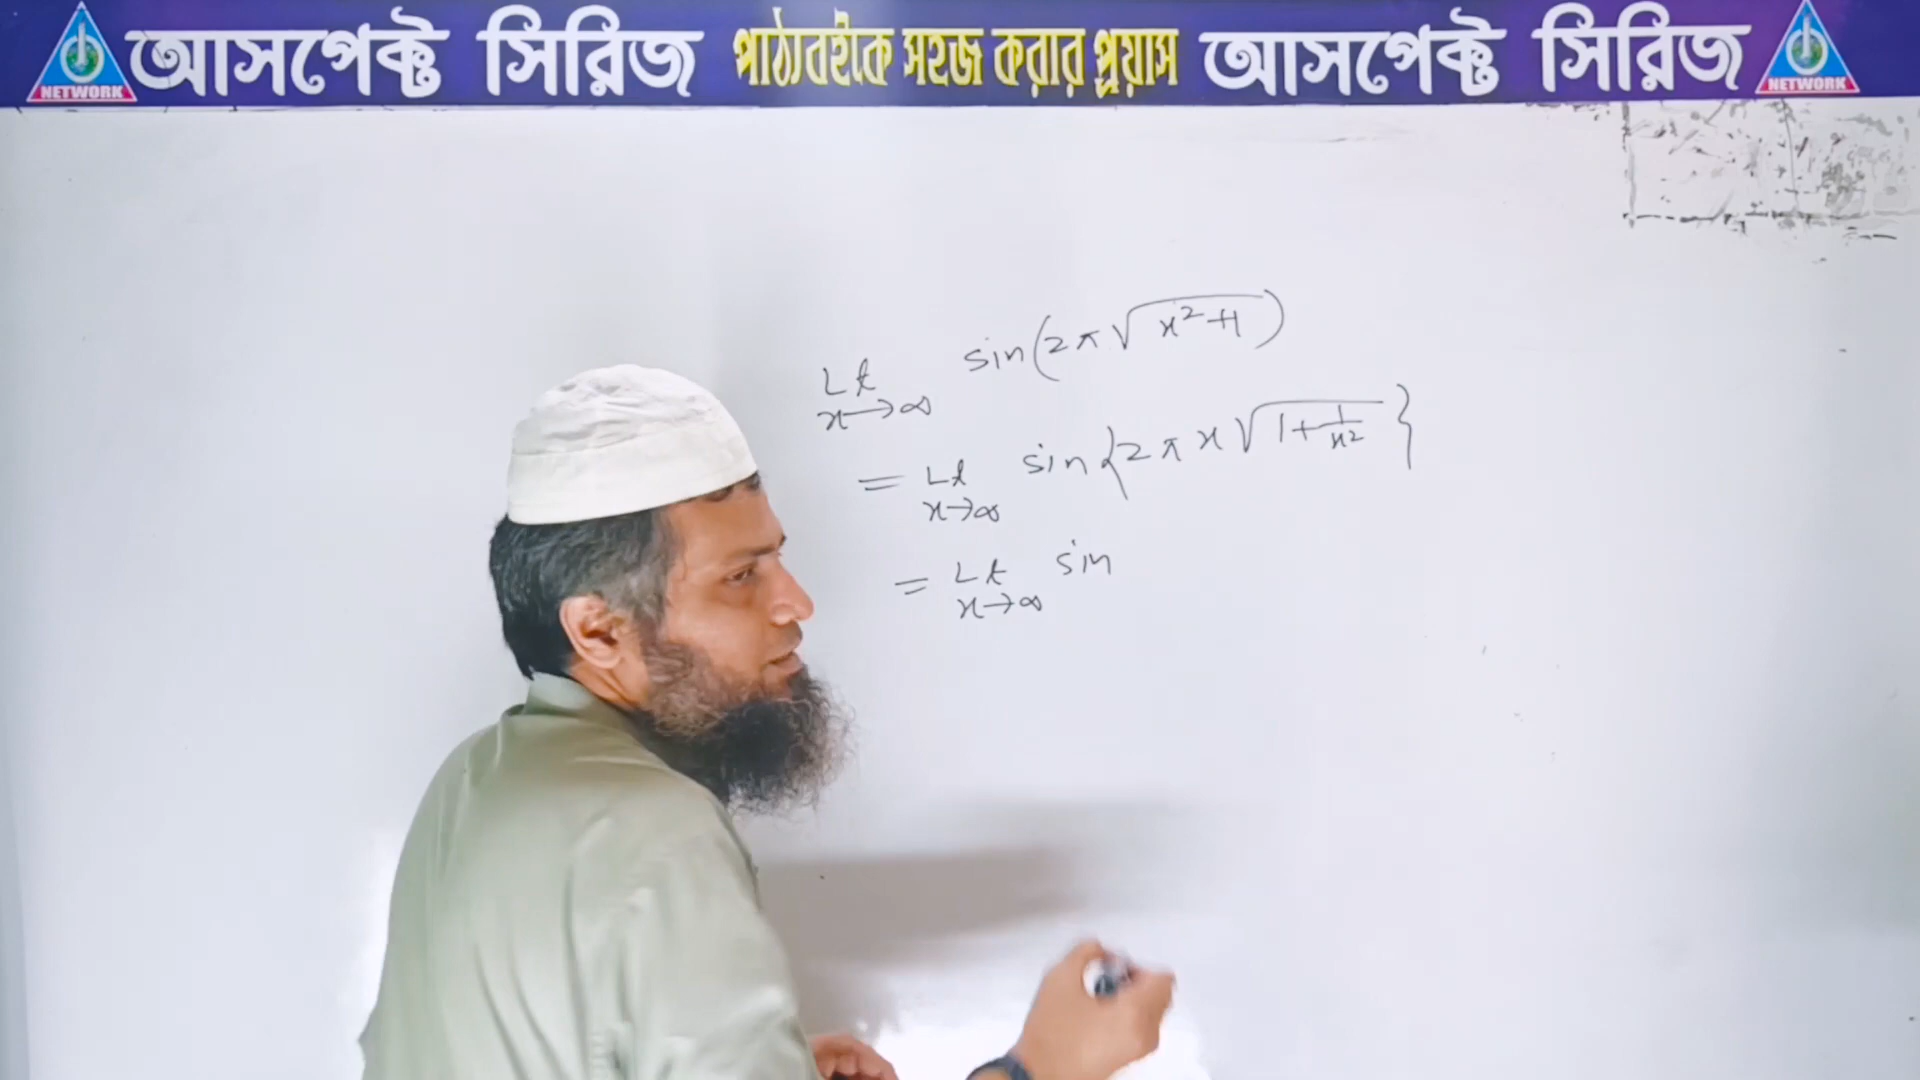 আসপেক্ট সিরিজ পাঠ্যবইকে সহজ করার প্রয়াস আসপেক্ট সিরিজ
NETWORK NETWORK
Lt x→∞ sin(2π√(x²+1))
= Lt x→∞ sin{2πx√(1+1/x²)}
= Lt x→∞ sin